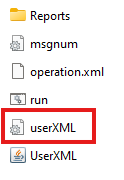 Reports
msgnum
operation.xml
run
userXML
UserXML